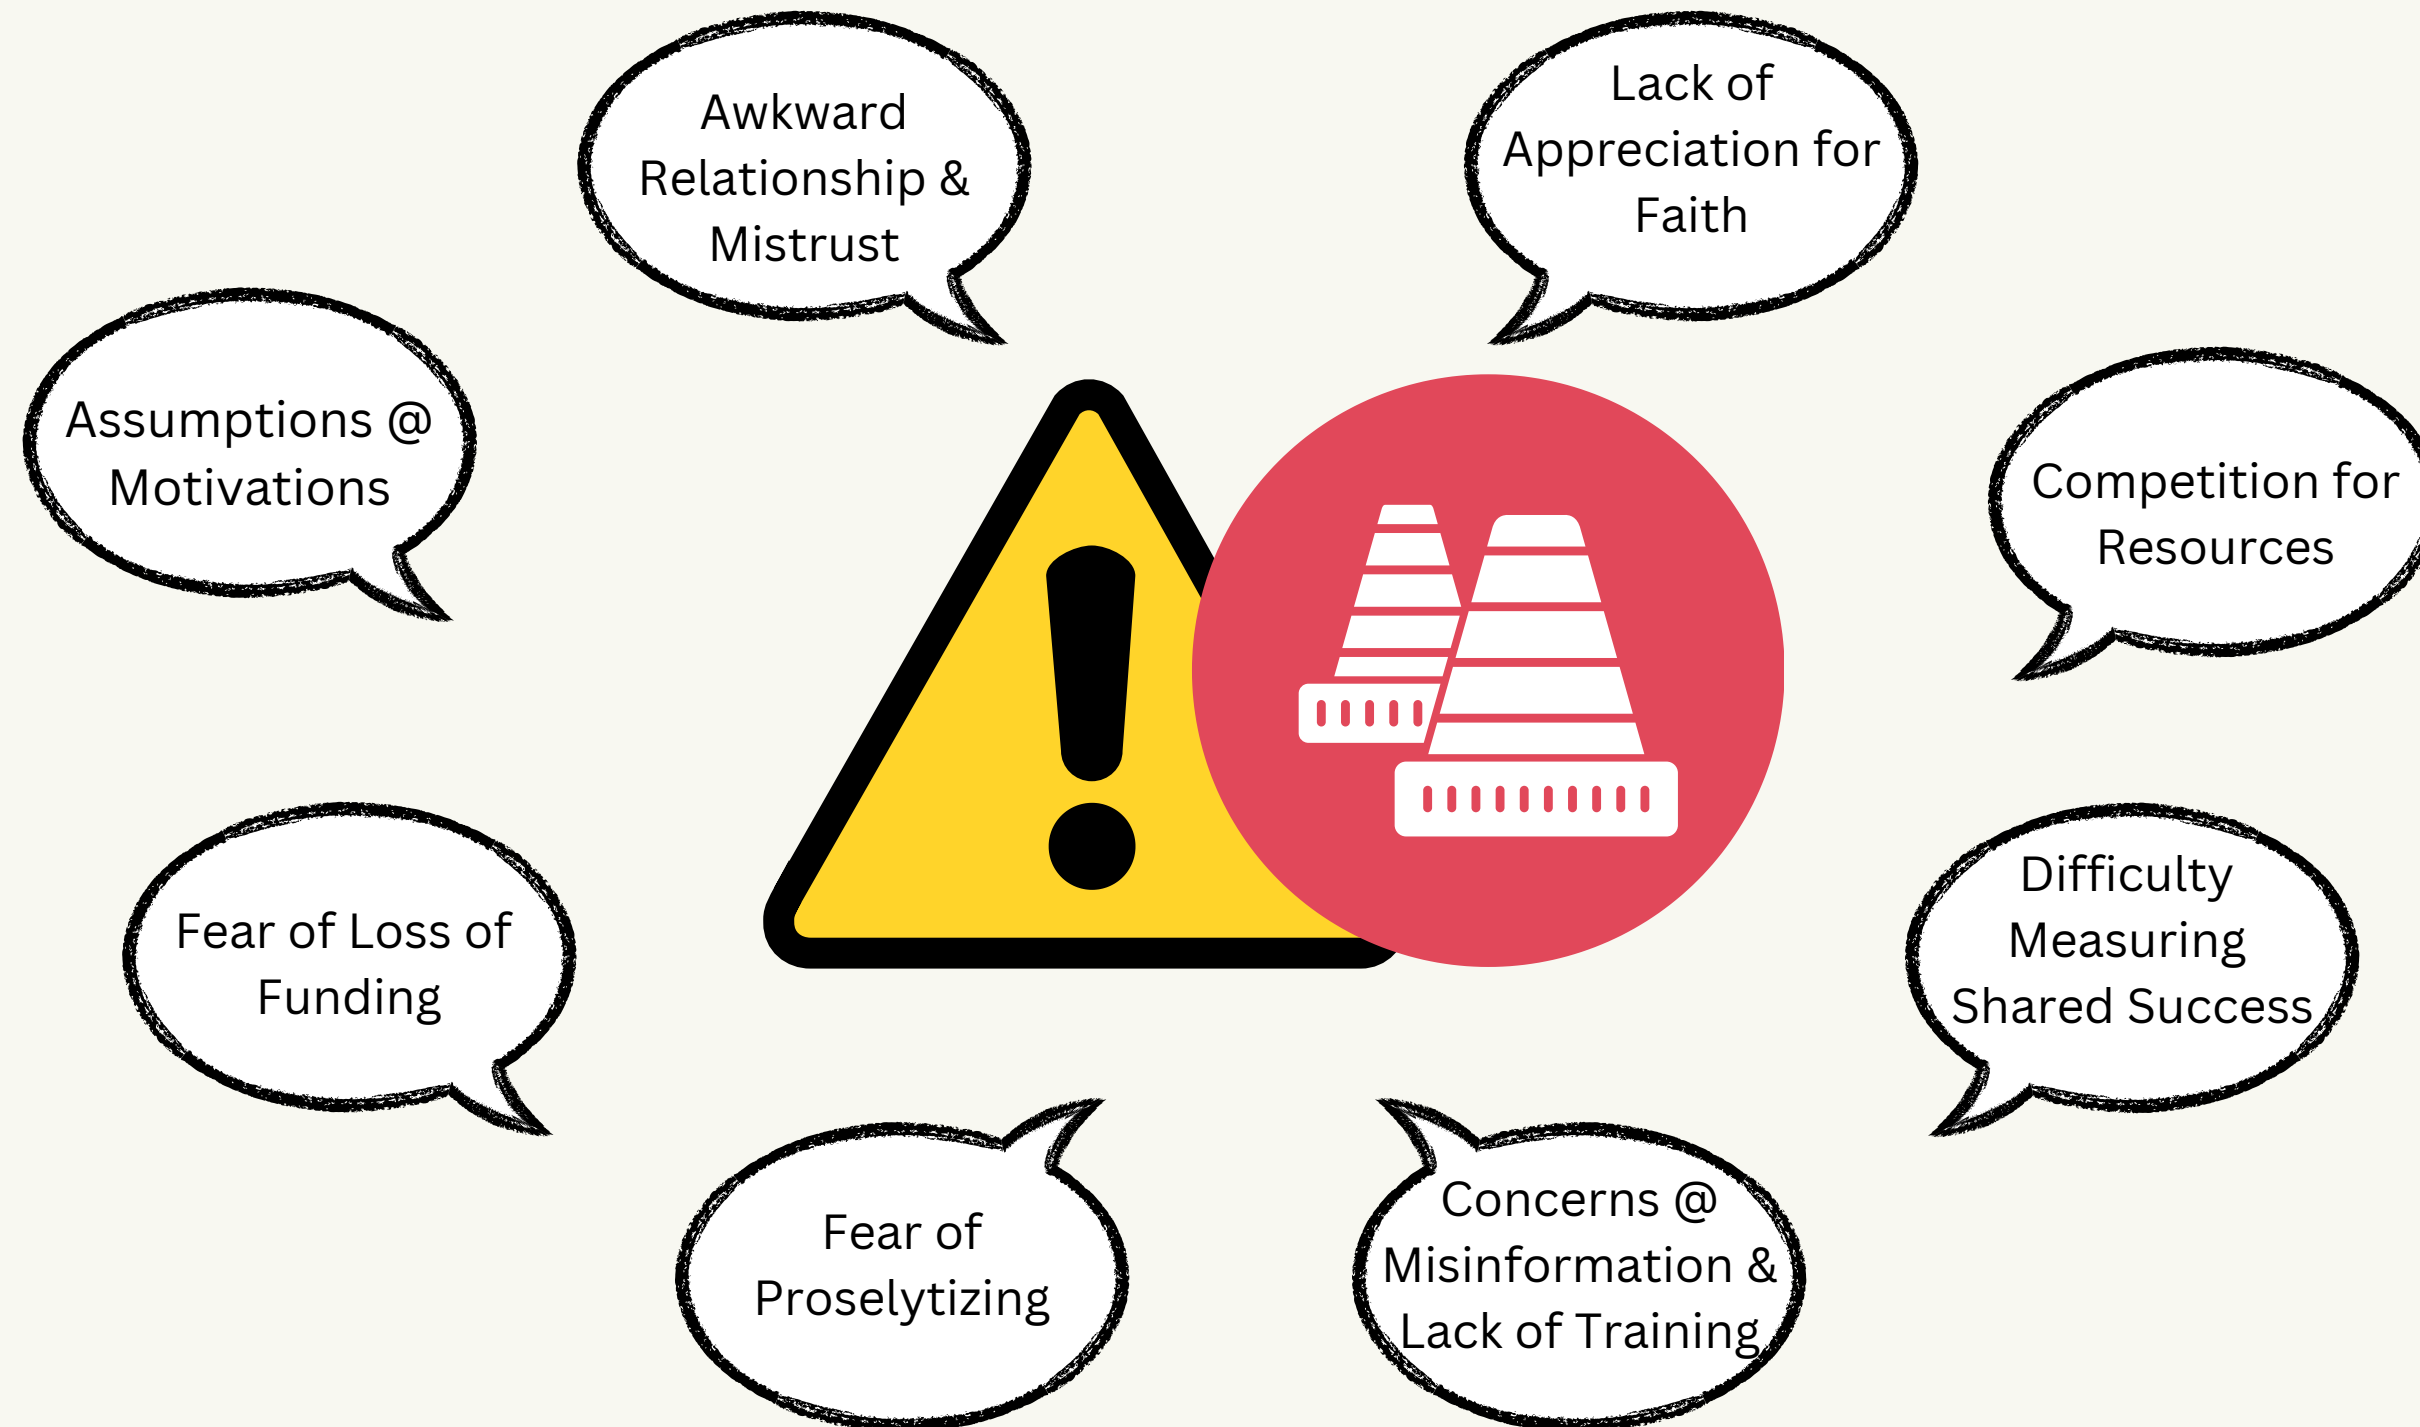 Awkward
Relationship &
Mistrust
Lack of
Appreciation for
Faith
Assumptions @
Motivations
Competition for
Resources
Fear of Loss of
Funding
Difficulty
Measuring
Shared Success
Fear of
Proselytizing
Concerns @
Misinformation &
Lack of Training